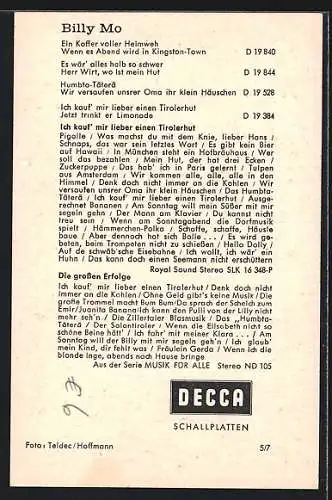 Billy Mo
Ein Koffer voller Heimweh
Wenn es Abend wird in Kingston-Town D 19 840
Es wär' alles halb so schwer
Herr Wirt, wo ist mein Hut D 19 844
Humbta-Täterä
Wir versaufen unsrer Oma ihr klein Häuschen D 19 528
Ich kauf' mir lieber einen Tirolerhut
Jetzt trinkt er Limonade D 19 384
Ich kauf' mir lieber einen Tirolerhut
Pigalle / Was machst du mit dem Knie, lieber Hans /
Schnaps, das war sein letztes Wort / Es gibt kein Bier
auf Hawaii / In München steht ein Hofbräuhaus / Wer
soll das bezahlen / Mein Hut, der hat drei Ecken /
Zuckerpuppe / Das hab' ich in Paris gelernt / Tulpen
aus Amsterdam / Wir kommen alle, alle, alle in den
Himmel / Denk doch nicht immer an die Kohlen / Wir
versaufen unsrer Oma ihr klein Häuschen / Das Humbta-
Täterä / Ich kauf' mir lieber einen Tirolerhut / Ausge-
rechnet Bananen / Am Sonntag will mein Süßer mit mir
segeln gehn / Der Mann am Klavier / Du kannst nicht
treu sein / Wenn am Sonntagabend die Dorfmusik
spielt / Hämmerchen-Polka / Schaffe, schaffe, Häusle
baue / Aber dennoch hat sich Bolle . . / Es wird ge-
beten, beim Trompeten nicht zu schießen / Hello Dolly /
Auf de schwäb'sche Eisebahne / Ich wollt, ich wär ein
Huhn / Das kann doch einen Seemann nicht erschüttern
Royal Sound Stereo SLK 16 348-P
Die großen Erfolge
Ich kauf' mir lieber einen Tirolerhut / Denk doch nicht
immer an die Kohlen / Ohne Geld gibt's keine Musik / Die
große Trommel macht Bum Bum / Da sprach der Scheich zum
Emir / Juanita Banana / Ich kann den Pulli von der Lilly nicht
mehr seh'n / Die Zillertaler Blasmusik / Das „Humbta-
Täterä / Der Salontiroler / Wenn die Elisabeth nicht so
schöne Beine hätt' / Ich fahr' mit meiner Klara . . / Am
Sonntag will der Billy mit mir segeln geh'n / Ich glaub'
mein Kind, dir fehlt was / Fräulein Gerda / Wenn ich die
blonde Inge, abends noch Hause bringe
Aus der Serie MUSIK FÜR ALLE Stereo ND 105
DECCA
SCHALLPLATTEN
Foto: Teldec/Hoffmann 5/7